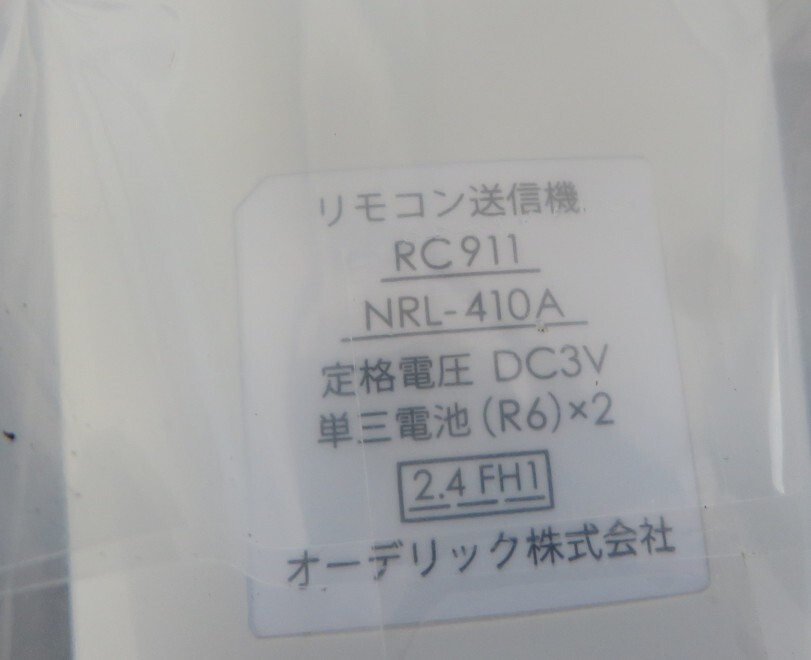 リモコン送信機
RC911
NRL-410A
定格電圧 DC3V
単三電池(R6)×2
2.4 FH1
オーデリック株式会社